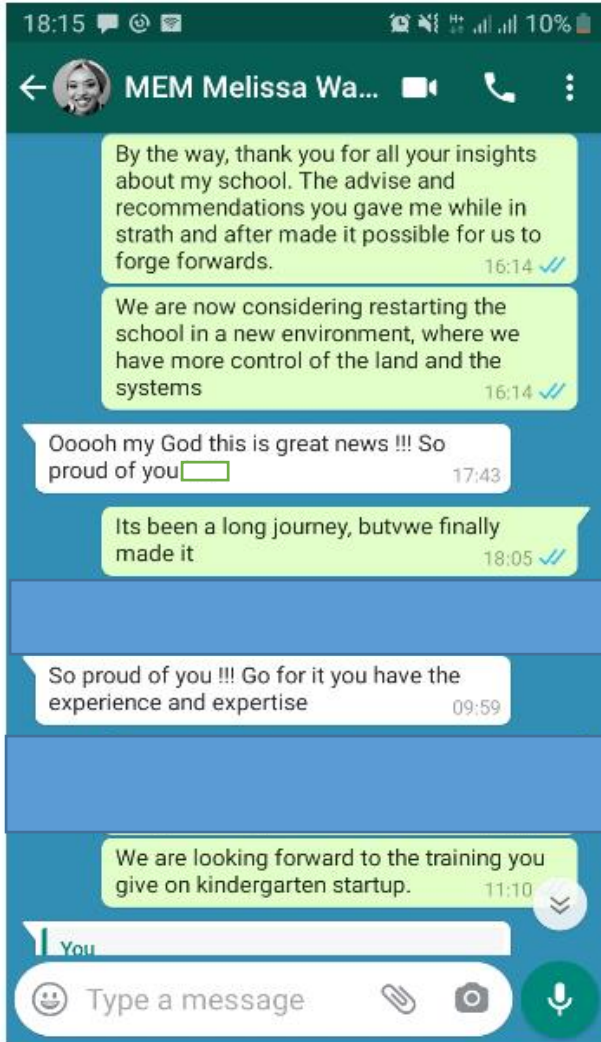 18:15
10%
MEM Melissa Wa...
By the way, thank you for all your insights
about my school. The advise and
recommendations you gave me while in
strath and after made it possible for us to
forge forwards.
16:14
We are now considering restarting the
school in a new environment, where we
have more control of the land and the
systems
16:14
Ooooh my God this is great news !!! So
proud of you
17:43
Its been a long journey, butvwe finally
made it
18:05
So proud of you !!! Go for it you have the
experience and expertise
09:59
We are looking forward to the training you
give on kindergarten startup.
11:10
You
Type a message